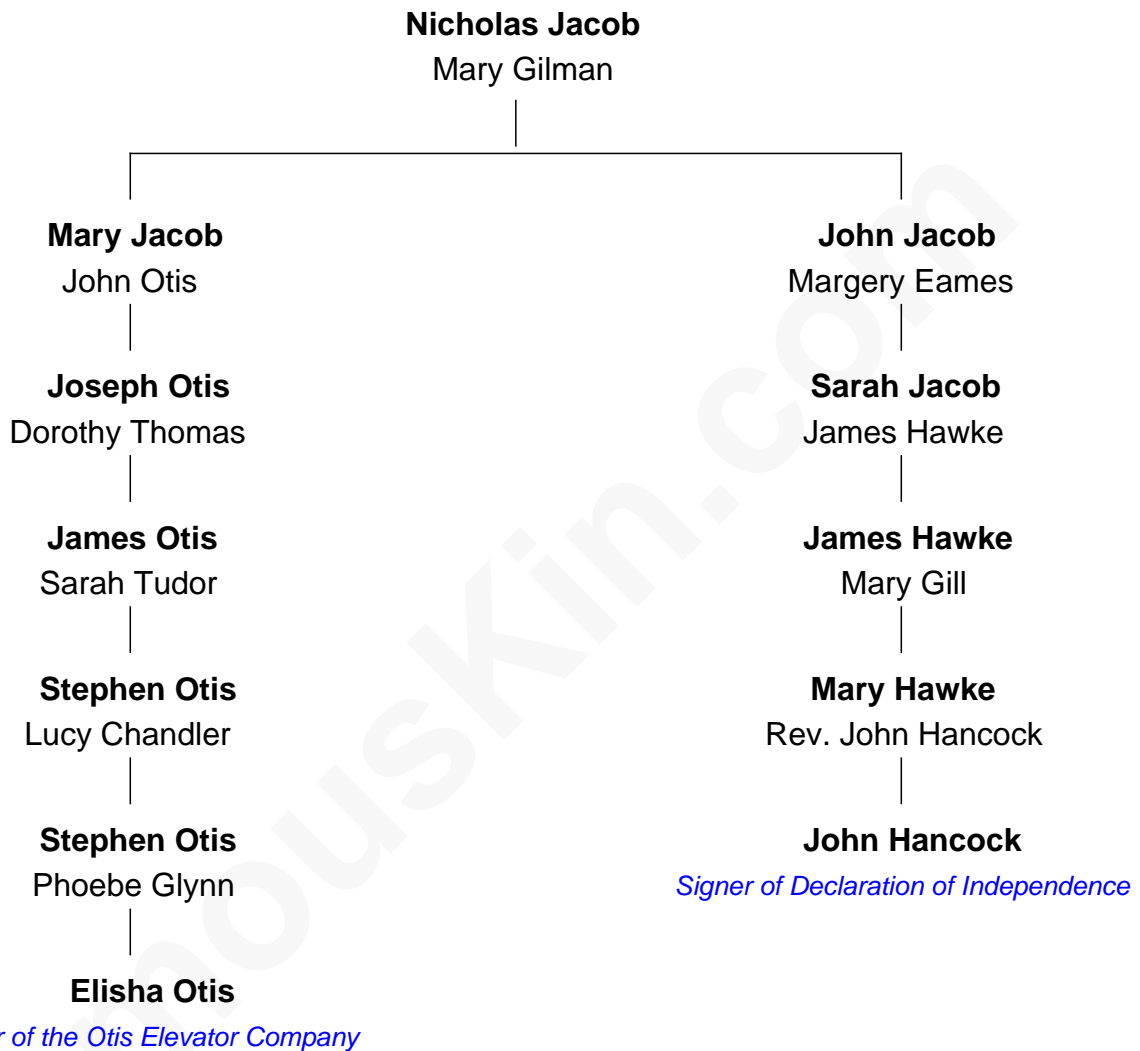 Nicholas Jacob
Mary Gilman
Mary Jacob
John Otis
Joseph Otis
Dorothy Thomas
James Otis
Sarah Tudor
Stephen Otis
Lucy Chandler
Stephen Otis
Phoebe Glynn
Elisha Otis
of the Otis Elevator Company
John Jacob
Margery Eames
Sarah Jacob
James Hawke
James Hawke
Mary Gill
Mary Hawke
Rev. John Hancock
John Hancock
Signer of Declaration of Independence
mousKin.com